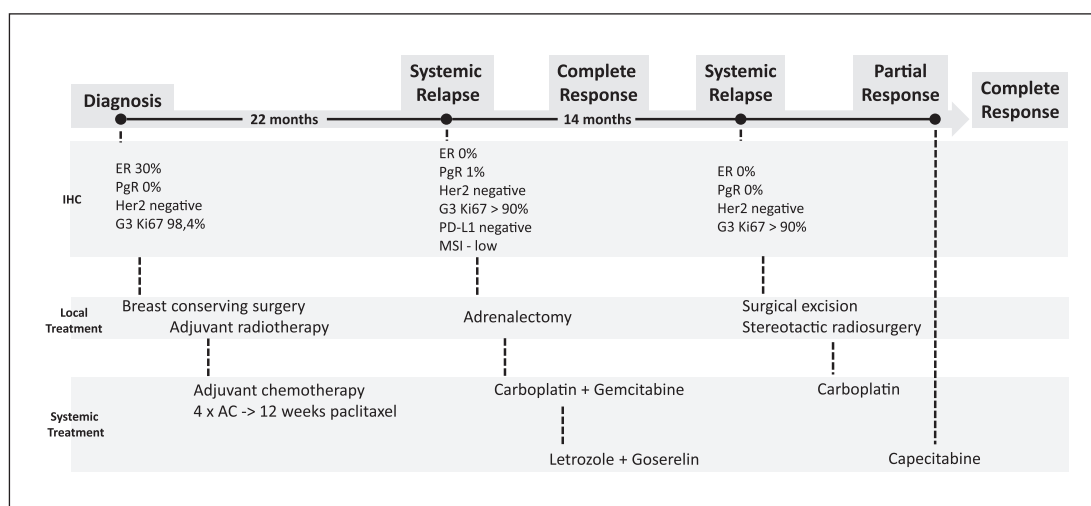 Diagnosis
Systemic
Relapse
Complete
Response
Systemic
Relapse
Partial
Response
Complete
Response
22 months
14 months
IHC
ER 30%
PgR 0%
Her2 negative
G3 Ki67 98,4%
ER 0%
PgR 1%
Her2 negative
G3 Ki67 > 90%
PD-L1 negative
MSI - low
ER 0%
PgR 0%
Her2 negative
G3 Ki67 > 90%
Local
Treatment
Breast conserving surgery
Adjuvant radiotherapy
Adrenalectomy
Surgical excision
Stereotactic radiosurgery
Systemic
Treatment
Adjuvant chemotherapy
4 x AC -> 12 weeks paclitaxel
Carboplatin + Gemcitabine
Letrozole + Goserelin
Carboplatin
Capecitabine